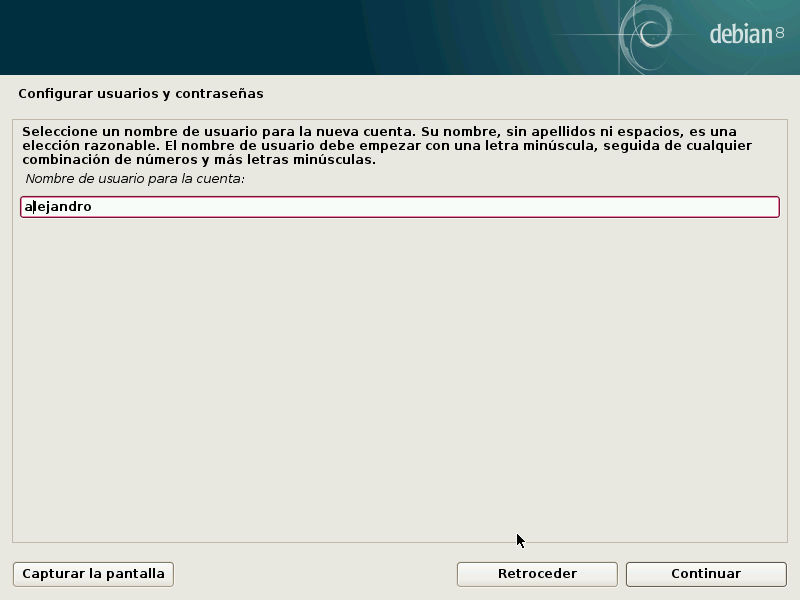 debian 8
Configurar usuarios y contraseñas
Seleccione un nombre de usuario para la nueva cuenta. Su nombre, sin apellidos ni espacios, es una
elección razonable. El nombre de usuario debe empezar con una letra minúscula, seguida de cualquier
combinación de números y más letras minúsculas.
Nombre de usuario para la cuenta:
alejandro
Capturar la pantalla
Retroceder
Continuar